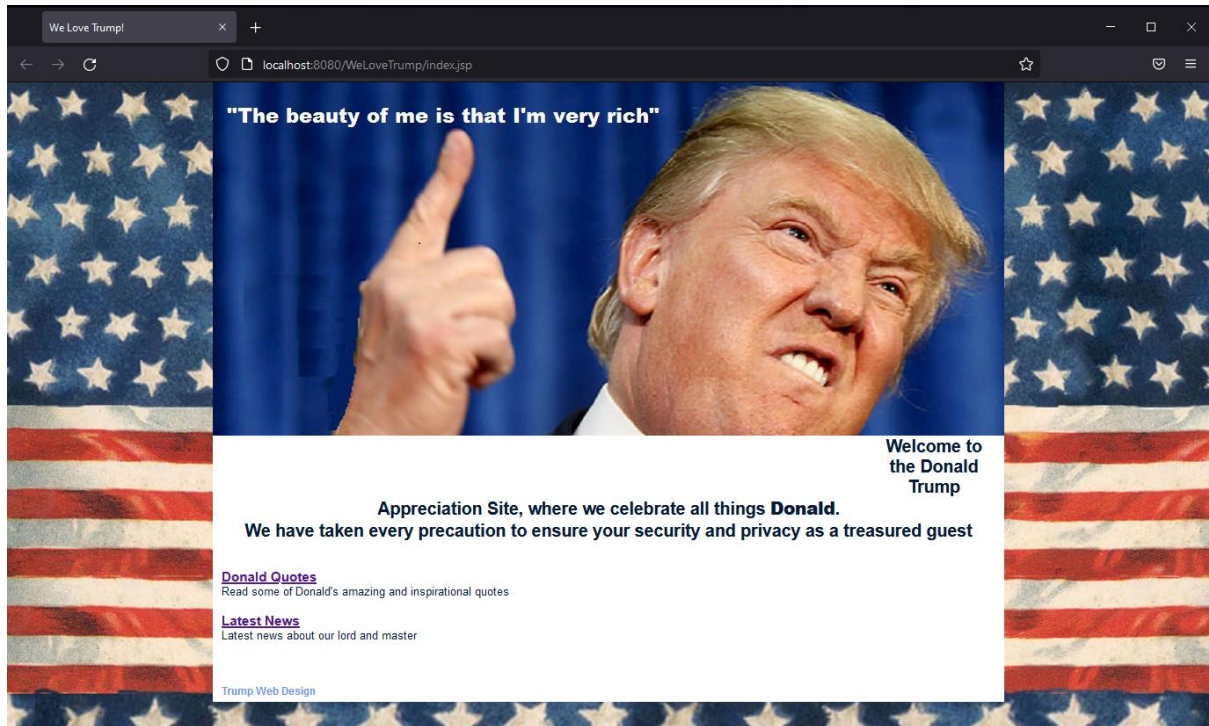 We Love Trump!
localhost:8080/WeLoveTrump/index.jsp
"The beauty of me is that I'm very rich"
Welcome to
the Donald
Trump
Appreciation Site, where we celebrate all things Donald.
We have taken every precaution to ensure your security and privacy as a treasured guest
Donald Quotes
Read some of Donald's amazing and inspirational quotes
Latest News
Latest news about our lord and master
Trump Web Design